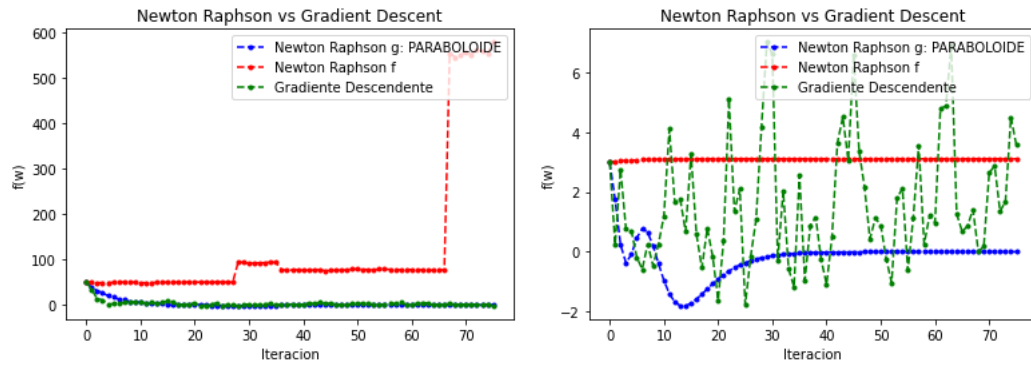 Newton Raphson vs Gradient Descent
600
500
400
300
200
100
0
f(w)
Newton Raphson g: PARABOLOIDE
Newton Raphson f
Gradiente Descendente
0 10 20 30 40 50 60 70
Iteracion
Newton Raphson vs Gradient Descent
6
4
2
0
−2
f(w)
Newton Raphson g: PARABOLOIDE
Newton Raphson f
Gradiente Descendente
0 10 20 30 40 50 60 70
Iteracion